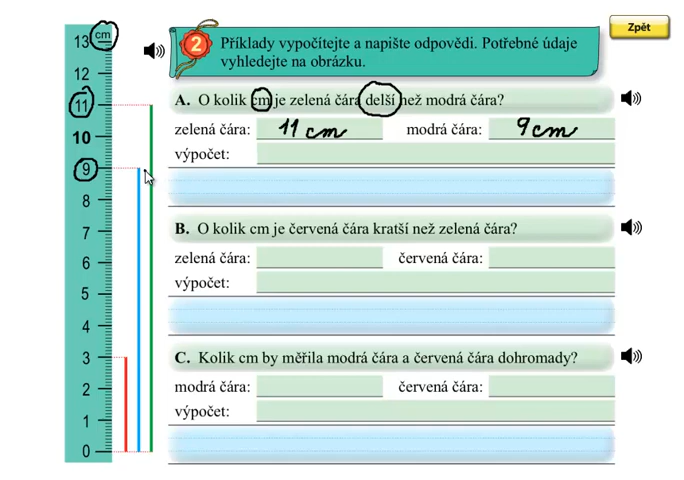 Zpět
cm
13
12
11
10
9
8
7
6
5
4
3
2
1
0
2 Příklady vypočítejte a napište odpovědi. Potřebné údaje
vyhledejte na obrázku.
A. O kolik cm je zelená čára delší než modrá čára?
zelená čára: 11 cm modrá čára: 9 cm
výpočet:
B. O kolik cm je červená čára kratší než zelená čára?
zelená čára: červená čára:
výpočet:
C. Kolik cm by měřila modrá čára a červená čára dohromady?
modrá čára: červená čára:
výpočet: